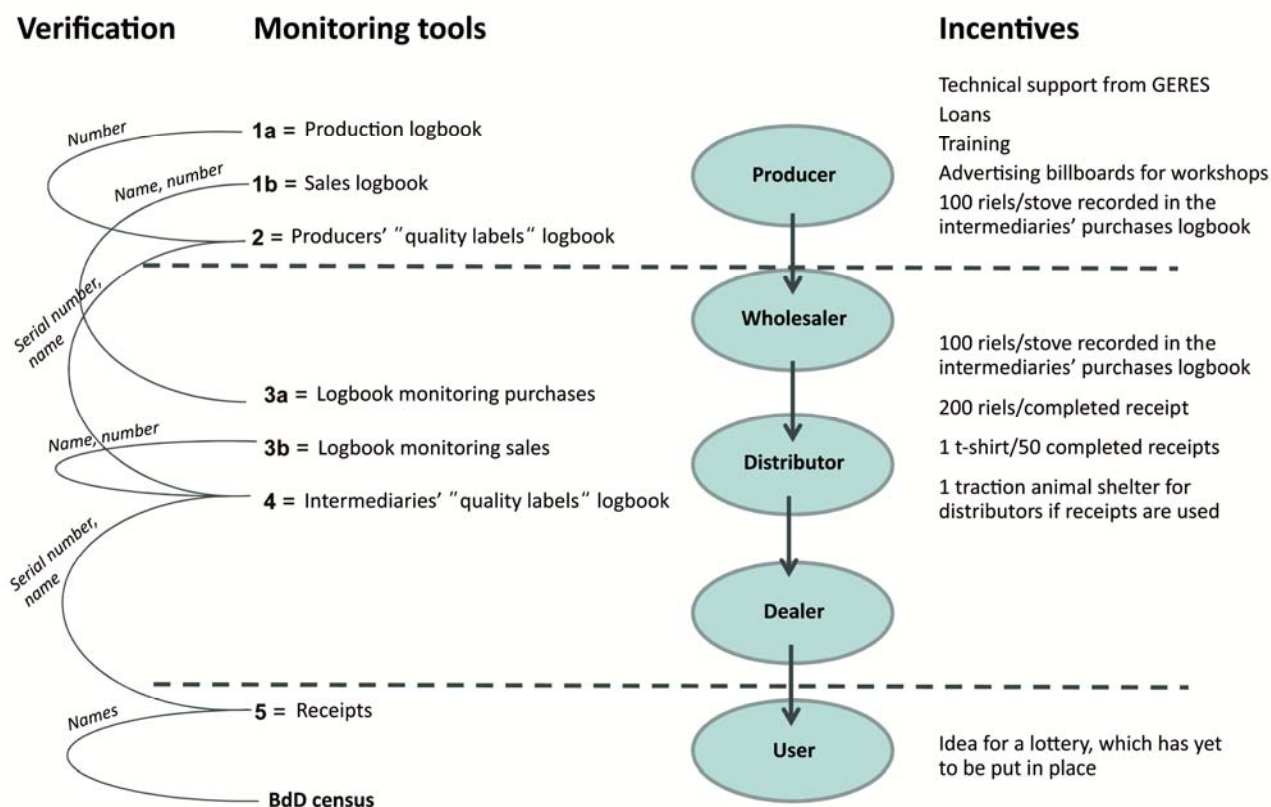 Verification
Monitoring tools
Incentives
Number
1a = Production logbook
Name, number
1b = Sales logbook
2 = Producers' "quality labels" logbook
Serial number,
name
3a = Logbook monitoring purchases
Name, number
3b = Logbook monitoring sales
4 = Intermediaries' "quality labels" logbook
Serial number,
name
5 = Receipts
Names
BdD census
Producer
Wholesaler
Distributor
Dealer
User
Technical support from GERES
Loans
Training
Advertising billboards for workshops
100 riels/stove recorded in the
intermediaries' purchases logbook
100 riels/stove recorded in the
intermediaries' purchases logbook
200 riels/completed receipt
1 t-shirt/50 completed receipts
1 traction animal shelter for
distributors if receipts are used
Idea for a lottery, which has yet
to be put in place